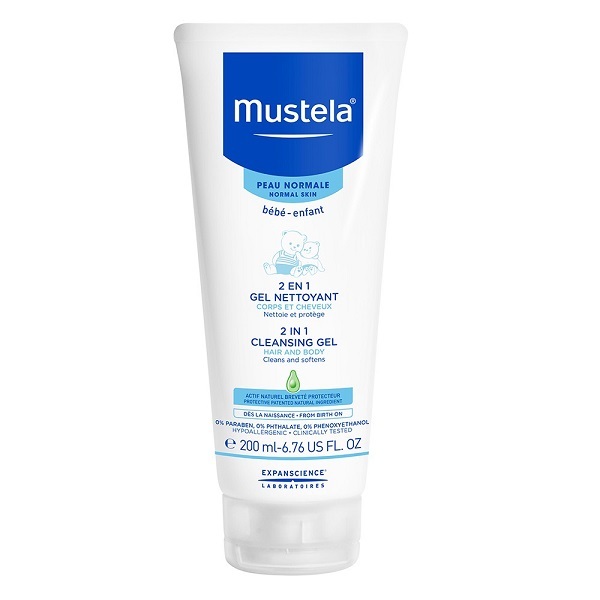 Mustela®
PEAU NORMALE
NORMAL SKIN
bébé-enfant
2 EN 1
GEL NETTOYANT
CORPS ET CHEVEUX
Nettoie et protège
2 IN 1
CLEANSING GEL
HAIR AND BODY
Cleans and softens
ACTIF NATUREL BREVETÉ PROTECTEUR
PROTECTIVE PATENTED NATURAL INGREDIENT
DÈS LA NAISSANCE - FROM BIRTH ON
0% PARABEN, 0% PHTHALATE, 0% PHENOXYETHANOL
HYPOALLERGENIC - CLINICALLY TESTED
℮ 200 ml-6.76 US FL. OZ
EXPANSCIENCE®
LABORATOIRES